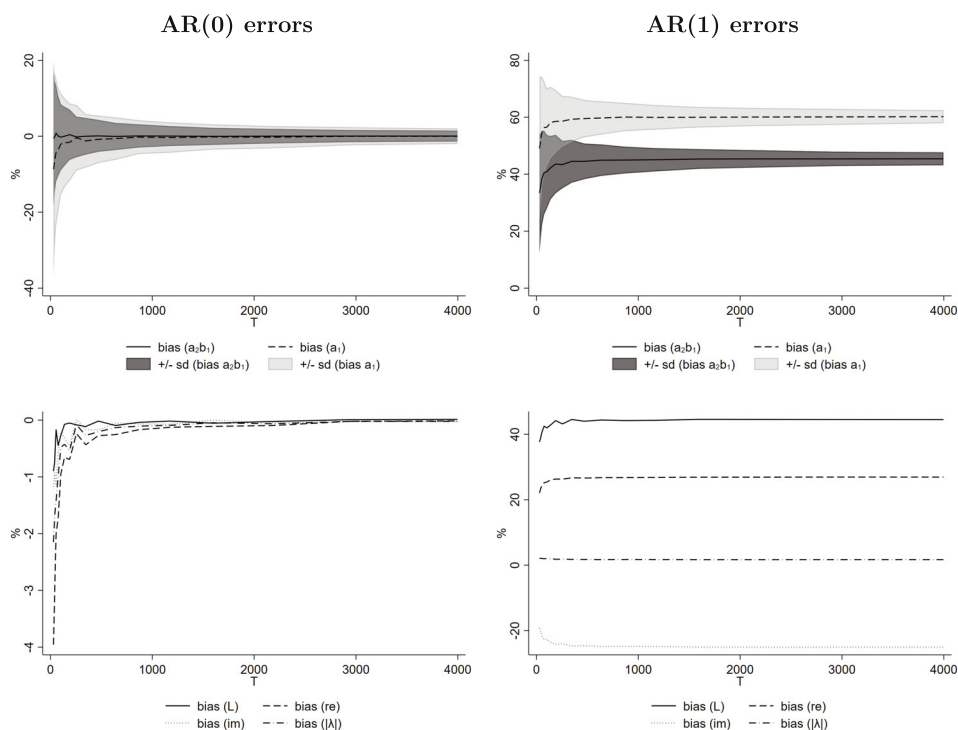 AR(0) errors
AR(1) errors
20
0
-20
-40
%
0
1000
2000
3000
4000
T
bias (a₂b₁)
bias (a₁)
+/- sd (bias a₂b₁)
+/- sd (bias a₁)
80
60
40
20
0
%
0
1000
2000
3000
4000
T
bias (a₂b₁)
bias (a₁)
+/- sd (bias a₂b₁)
+/- sd (bias a₁)
0
-1
-2
-3
-4
%
0
1000
2000
3000
4000
T
bias (L)
bias (re)
bias (im)
bias (|λ|)
40
20
0
-20
%
0
1000
2000
3000
4000
T
bias (L)
bias (re)
bias (im)
bias (|λ|)